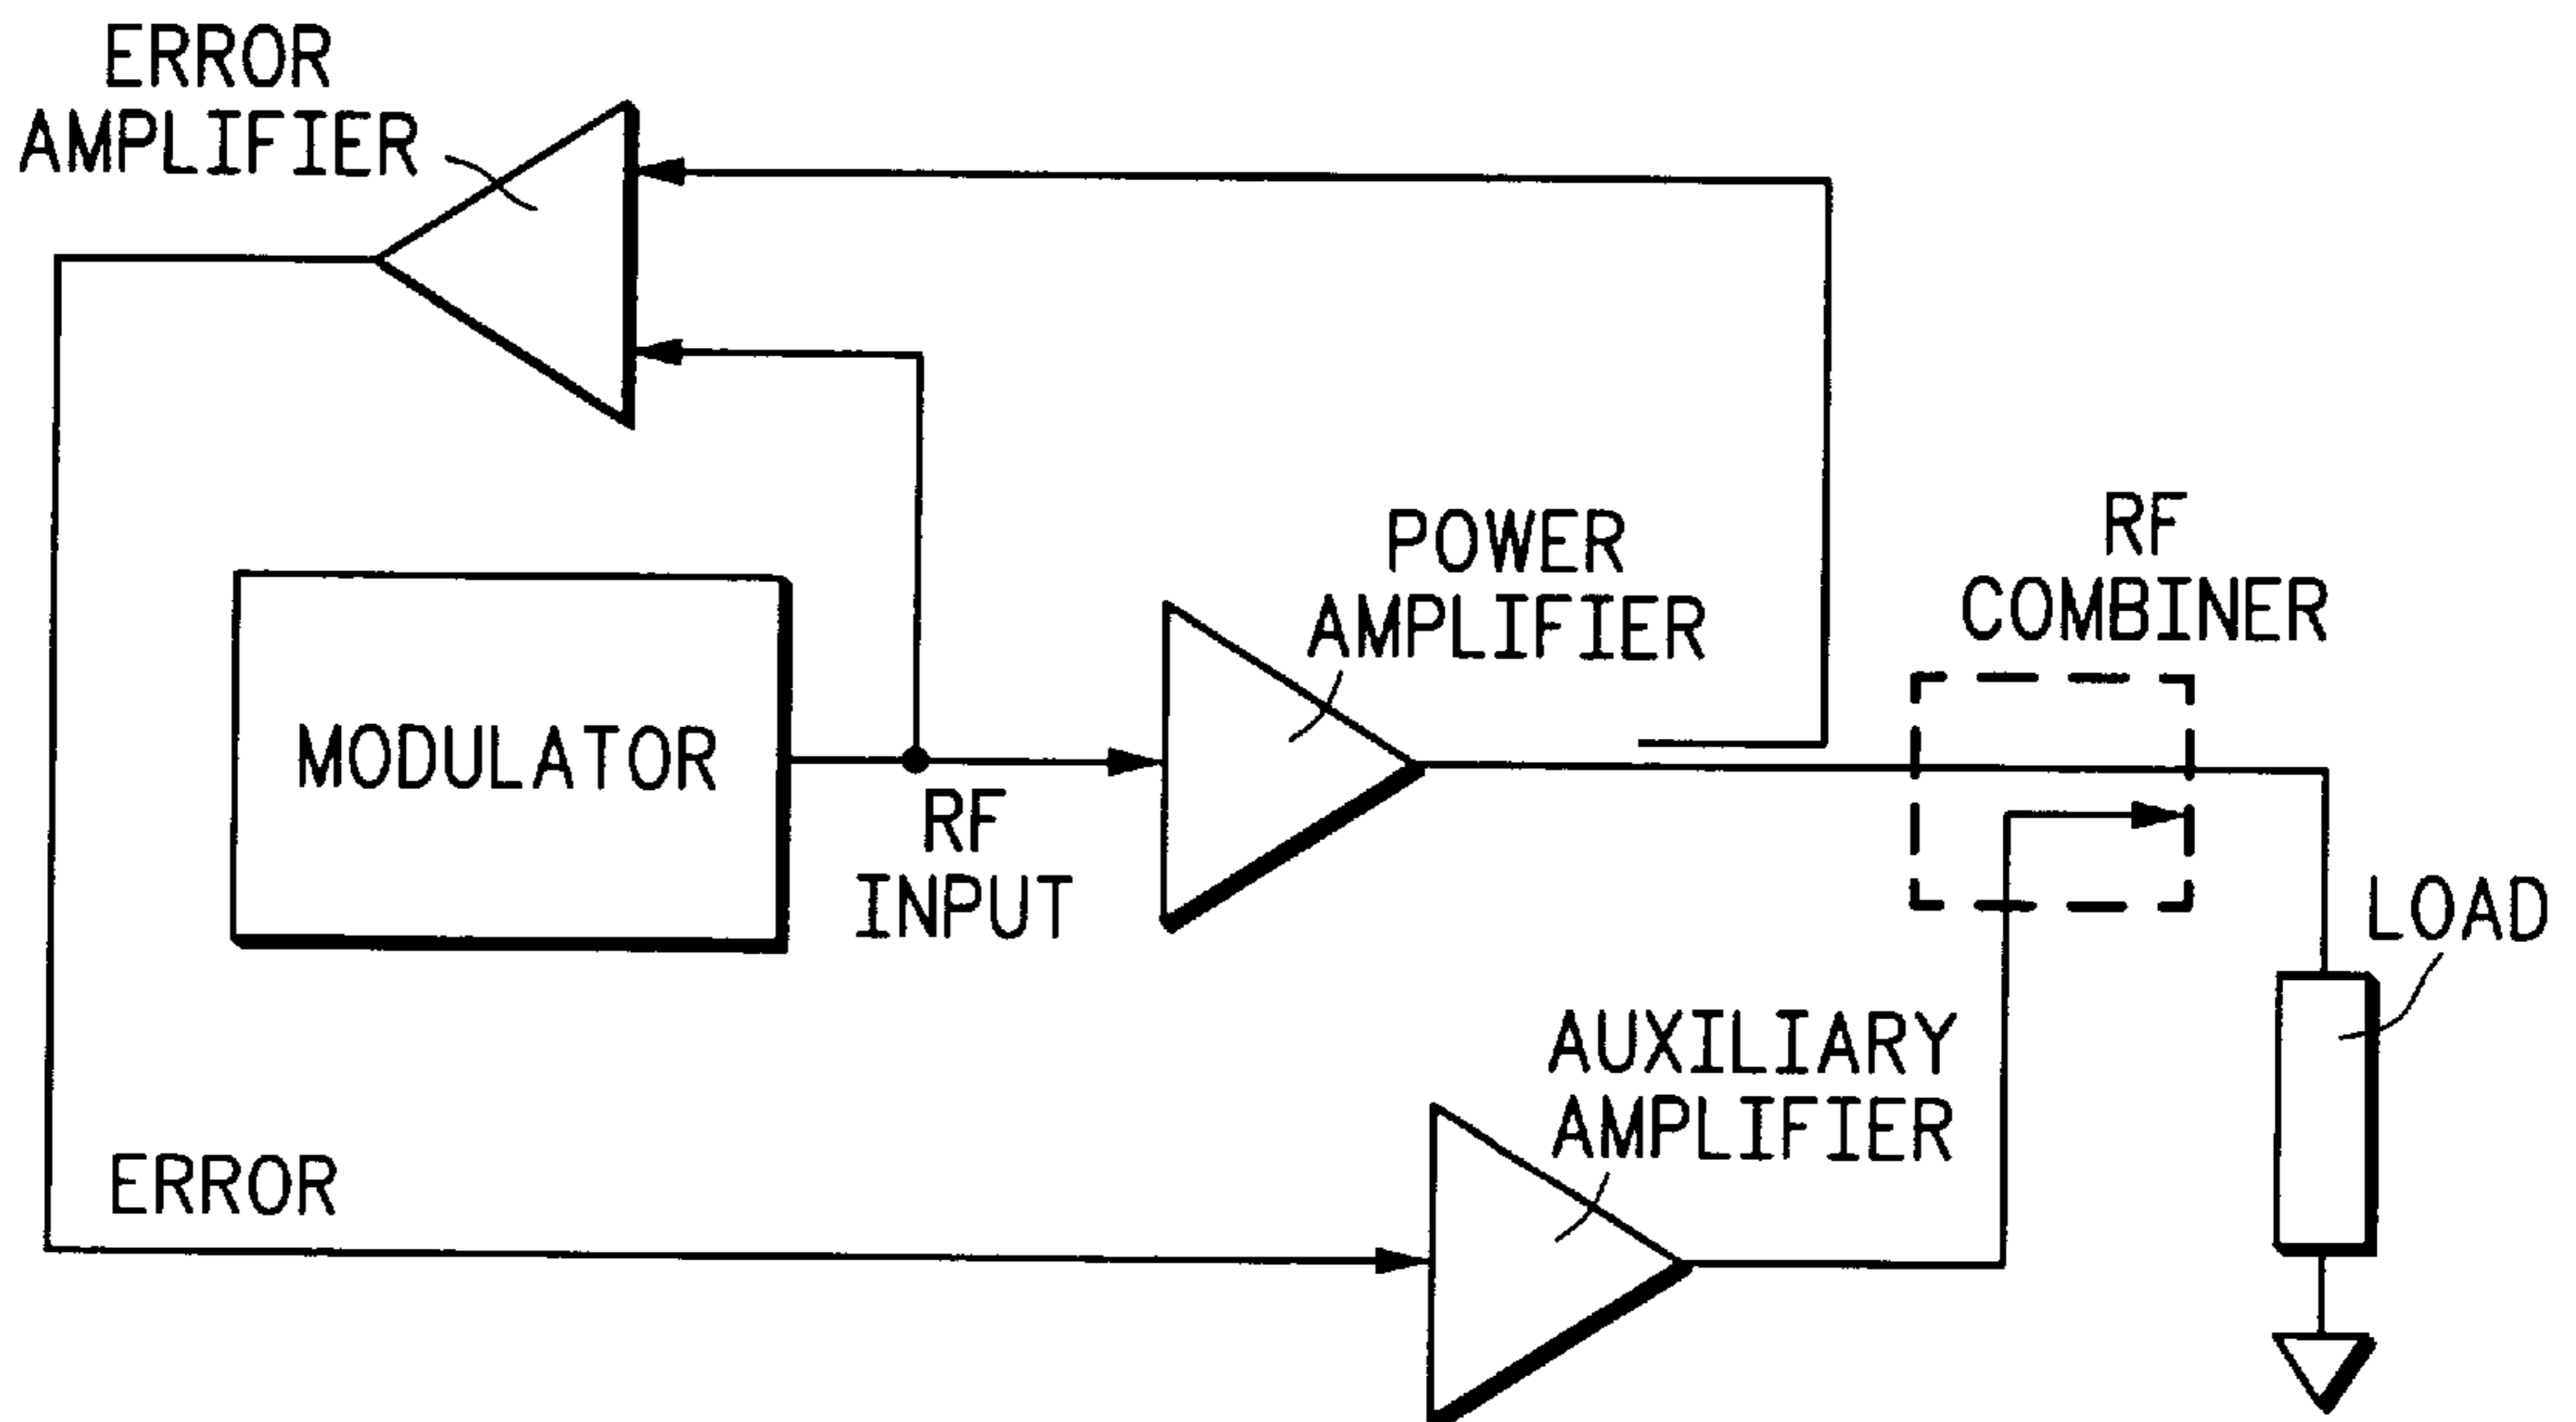 ERROR
AMPLIFIER
POWER
AMPLIFIER
RF
COMBINER
MODULATOR
RF
INPUT
LOAD
AUXILIARY
AMPLIFIER
ERROR